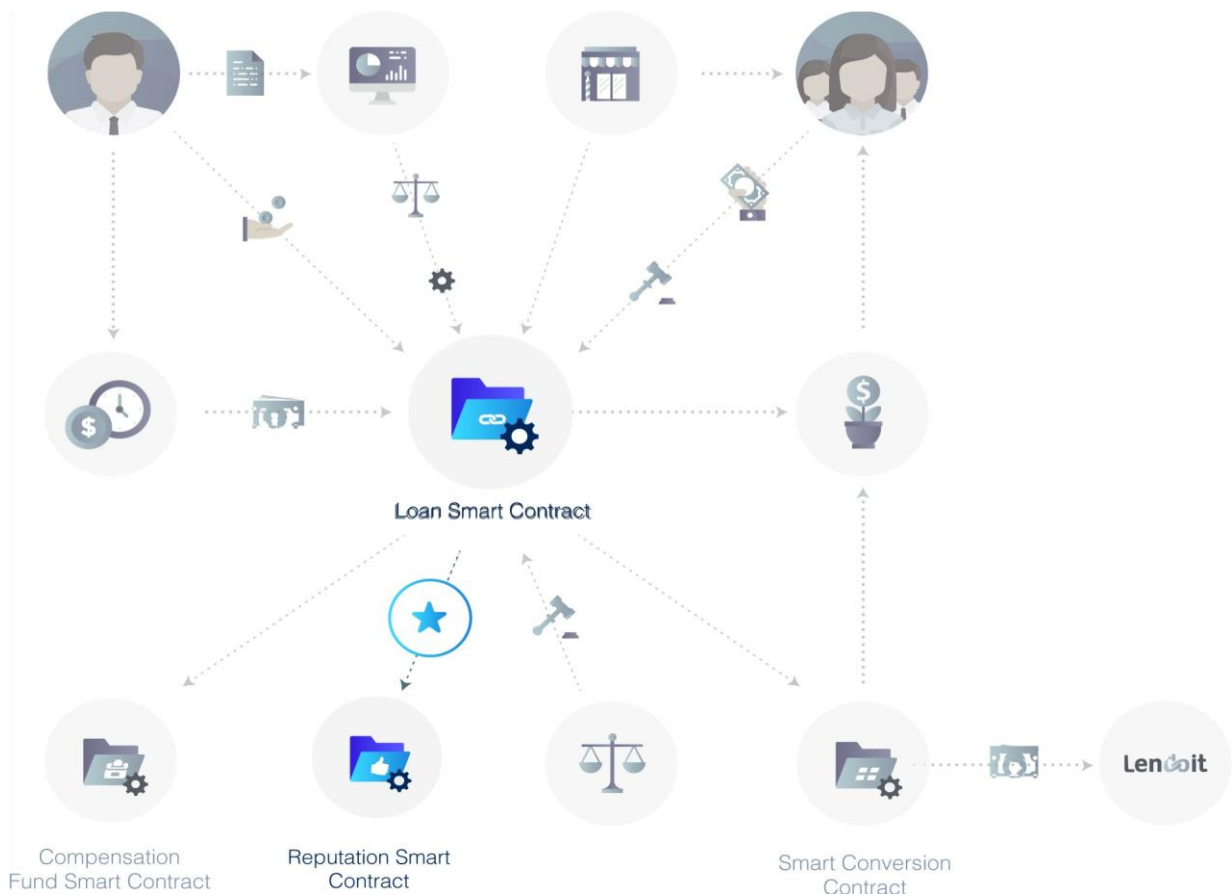 Loan Smart Contract
Lendoit
Compensation
Fund Smart Contract
Reputation Smart
Contract
Smart Conversion
Contract